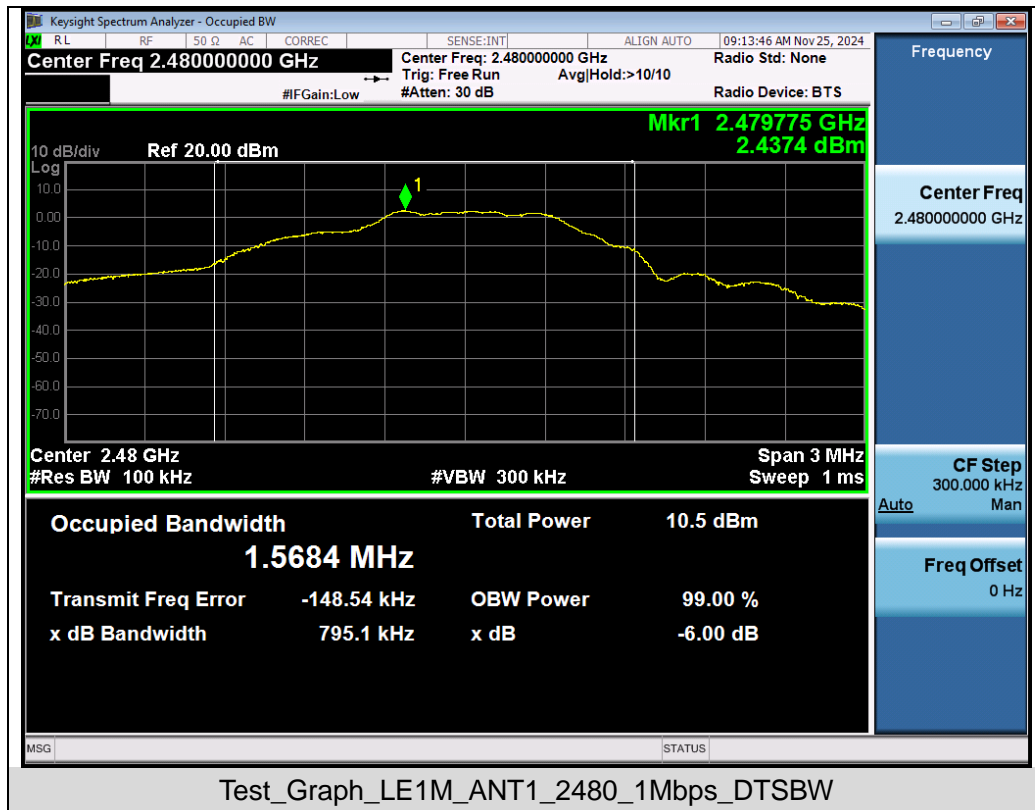 Keysight Spectrum Analyzer - Occupied BW
LXI RL RF 50 Ω AC CORREC SENSE:INT ALIGN AUTO 09:13:46 AM Nov 25, 2024
Center Freq 2.480000000 GHz
#IFGain:Low
Center Freq: 2.480000000 GHz
Trig: Free Run Avg|Hold:>10/10
#Atten: 30 dB
Radio Std: None
Radio Device: BTS
Frequency
Mkr1 2.479775 GHz
2.4374 dBm
10 dB/div Ref 20.00 dBm
Log
10.0
0.00
-10.0
-20.0
-30.0
-40.0
-50.0
-60.0
-70.0
1
Center 2.48 GHz Span 3 MHz
#Res BW 100 kHz #VBW 300 kHz Sweep 1 ms
Center Freq
2.480000000 GHz
CF Step
300.000 kHz
Auto Man
Freq Offset
0 Hz
Occupied Bandwidth Total Power 10.5 dBm
1.5684 MHz
Transmit Freq Error -148.54 kHz OBW Power 99.00 %
x dB Bandwidth 795.1 kHz x dB -6.00 dB
MSG STATUS
Test_Graph_LE1M_ANT1_2480_1Mbps_DTSBW